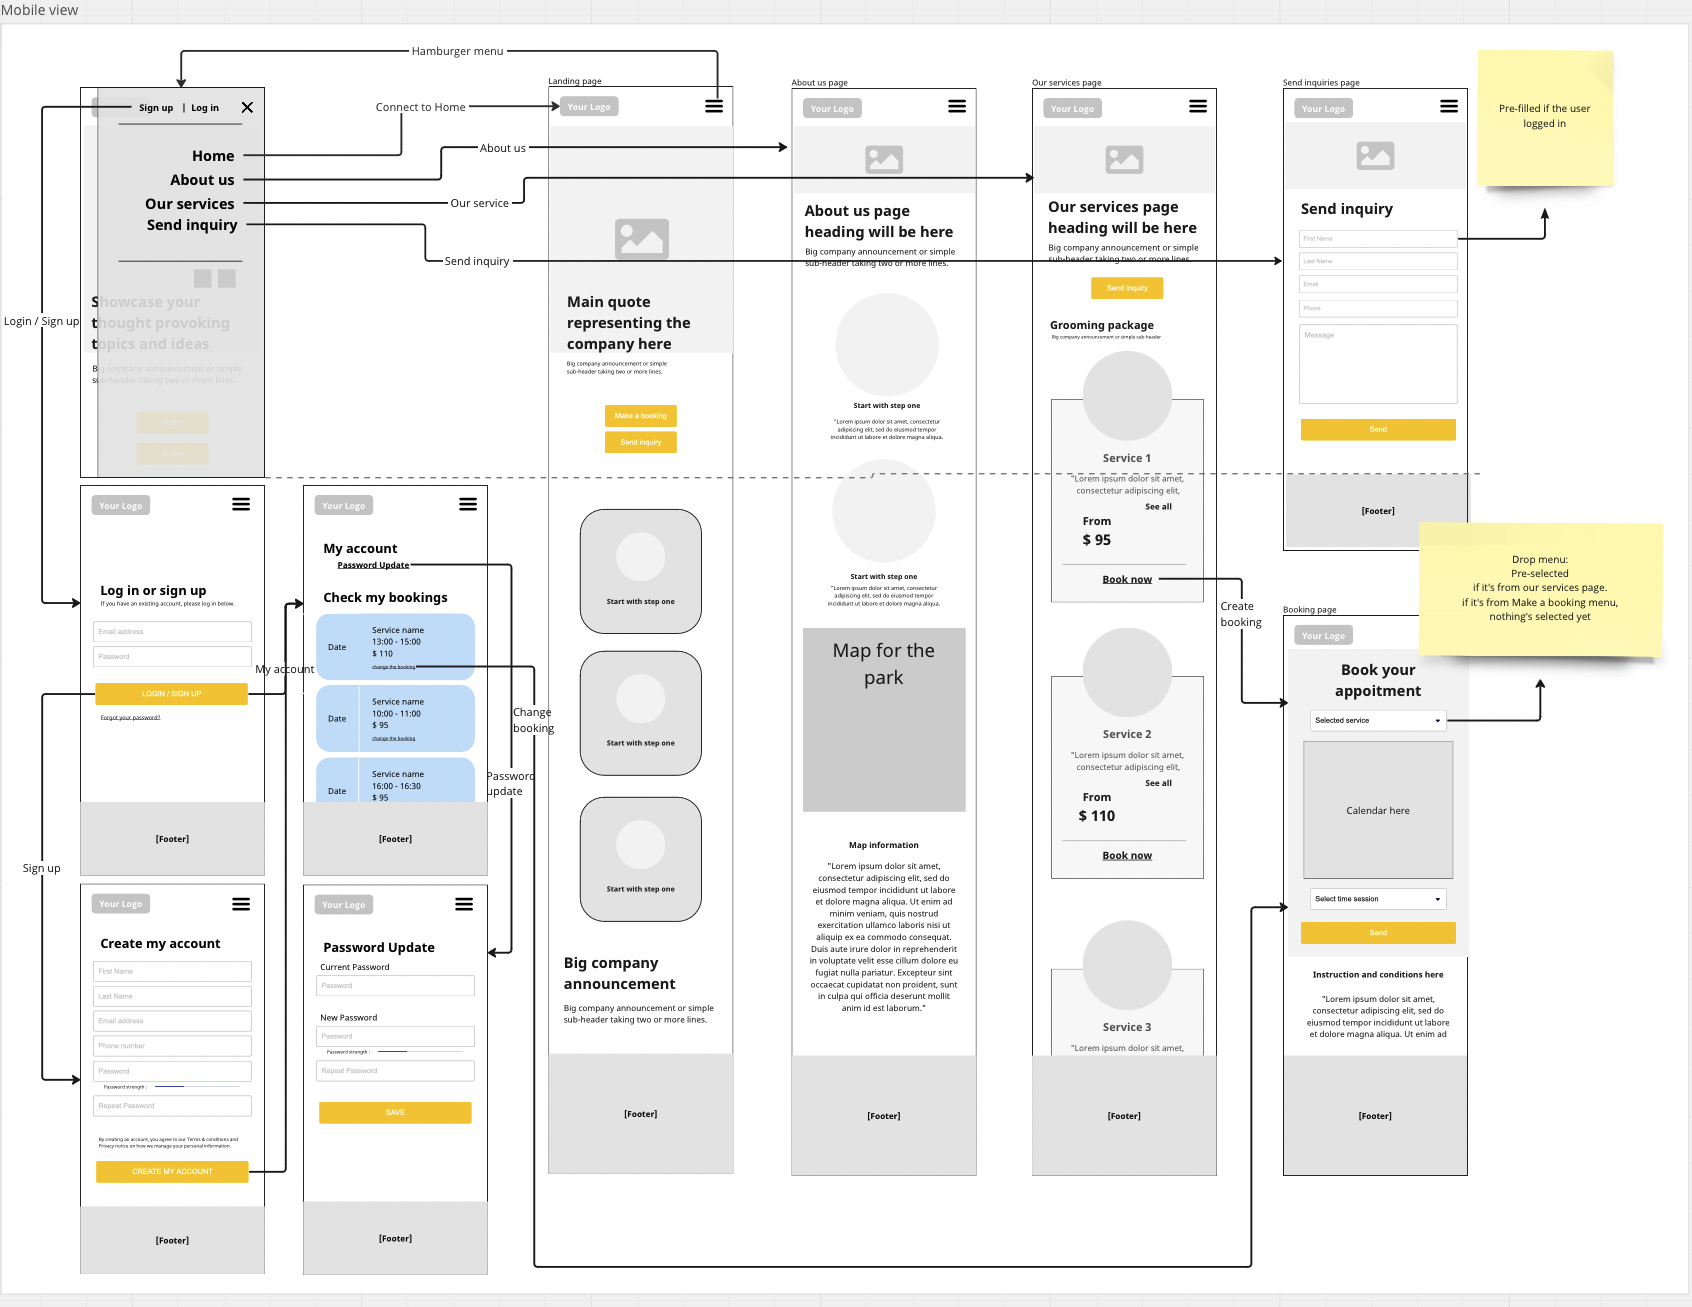 Mobile view
Hamburger menu
Sign up | Log in
Home
About us
Our services
Send inquiry
Showcase your
thought provoking
topics and ideas
Big company announcement or simple
sub-header taking two or more lines.
Connect to Home
About us
Our service
Send inquiry
Login / Sign up
Landing page
Your Logo
Main quote
representing the
company here
Big company announcement or simple
sub-header taking two or more lines.
Make a booking
Send inquiry
Start with step one
Start with step one
Start with step one
Big company
announcement
Big company announcement or simple
sub-header taking two or more lines.
[Footer]
About us page
Your Logo
About us page
heading will be here
Big company announcement or simple
sub-header taking two or more lines.
Start with step one
"Lorem ipsum dolor sit amet, consectetur
adipiscing elit, sed do eiusmod tempor
incididunt ut labore et dolore magna aliqua.
Start with step one
"Lorem ipsum dolor sit amet, consectetur
adipiscing elit, sed do eiusmod tempor
incididunt ut labore et dolore magna aliqua.
Map for the
park
Map information
"Lorem ipsum dolor sit amet,
consectetur adipiscing elit, sed do
eiusmod tempor incididunt ut labore
et dolore magna aliqua. Ut enim ad
minim veniam, quis nostrud
exercitation ullamco laboris nisi ut
aliquip ex ea commodo consequat.
Duis aute irure dolor in reprehenderit
in voluptate velit esse cillum dolore eu
fugiat nulla pariatur. Excepteur sint
occaecat cupidatat non proident, sunt
in culpa qui officia deserunt mollit
anim id est laborum."
[Footer]
Our services page
Your Logo
Our services page
heading will be here
Big company announcement or simple
sub-header taking two or more lines.
Send inquiry
Grooming package
Big company announcement or simple sub-header
Service 1
"Lorem ipsum dolor sit amet,
consectetur adipiscing elit,
See all
From
$ 95
Book now
Service 2
"Lorem ipsum dolor sit amet,
consectetur adipiscing elit,
See all
From
$ 110
Book now
Service 3
"Lorem ipsum dolor sit amet,
[Footer]
Create
booking
Send inquiries page
Your Logo
Send inquiry
First Name
Last Name
Email
Phone
Message
Send
[Footer]
Pre-filled if the user
logged in
Drop menu:
Pre-selected
if it's from our services page.
if it's from Make a booking menu,
nothing's selected yet
Booking page
Your Logo
Book your
appoitment
Selected service
Calendar here
Select time session
Send
Instruction and conditions here
"Lorem ipsum dolor sit amet,
consectetur adipiscing elit, sed do
eiusmod tempor incididunt ut labore
et dolore magna aliqua. Ut enim ad
[Footer]
Your Logo
Log in or sign up
If you have an existing account, please log in below.
Email address
Password
LOGIN / SIGN UP
Forgot your password?
[Footer]
My account
Sign up
Your Logo
My account
Password Update
Check my bookings
Date
Service name
13:00 - 15:00
$ 110
change the booking
Date
Service name
10:00 - 11:00
$ 95
change the booking
Date
Service name
16:00 - 16:30
$ 95
[Footer]
Change
booking
Password
update
Your Logo
Create my account
First Name
Last Name
Email address
Phone number
Password
Password strength :
Repeat Password
By creating an account, you agree to our Terms & conditions and
Privacy notice on how we manage your personal information.
CREATE MY ACCOUNT
[Footer]
Your Logo
Password Update
Current Password
Password
New Password
Password
Password strength :
Repeat Password
SAVE
[Footer]